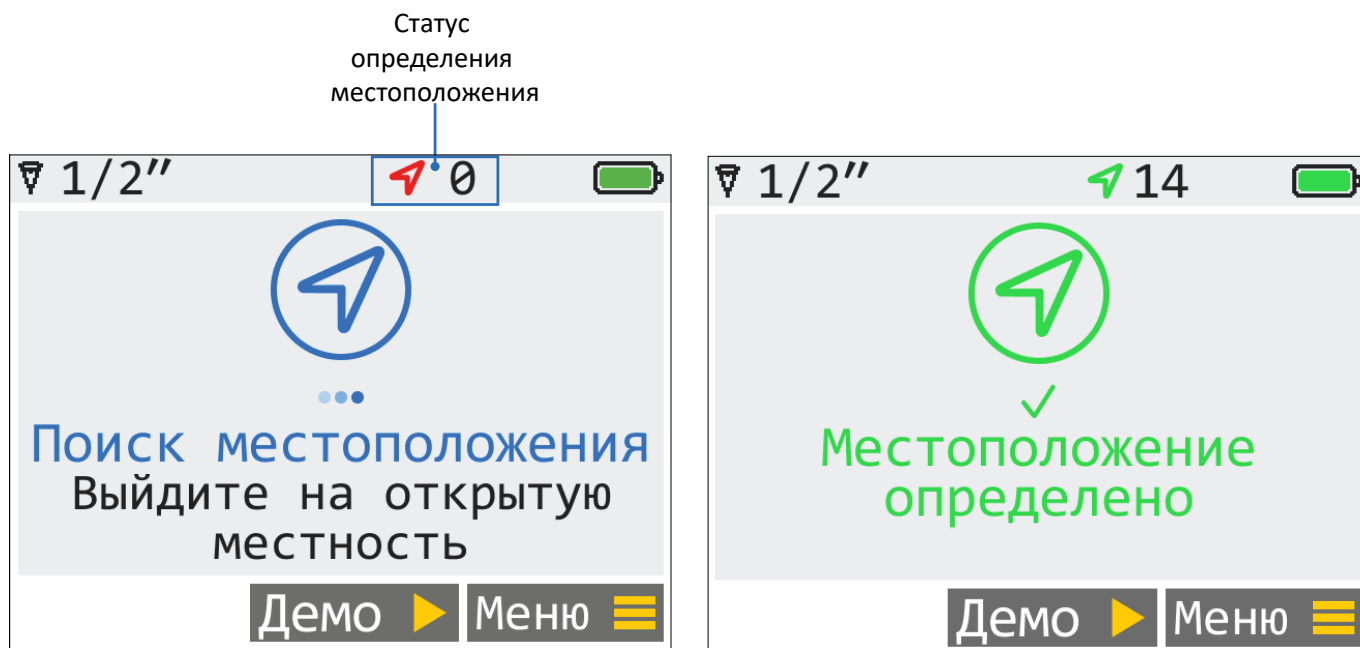 Статус
определения
местоположения
1/2″ 0
Поиск местоположения
Выйдите на открытую
местность
Демо Меню
1/2″ 14
Местоположение
определено
Демо Меню